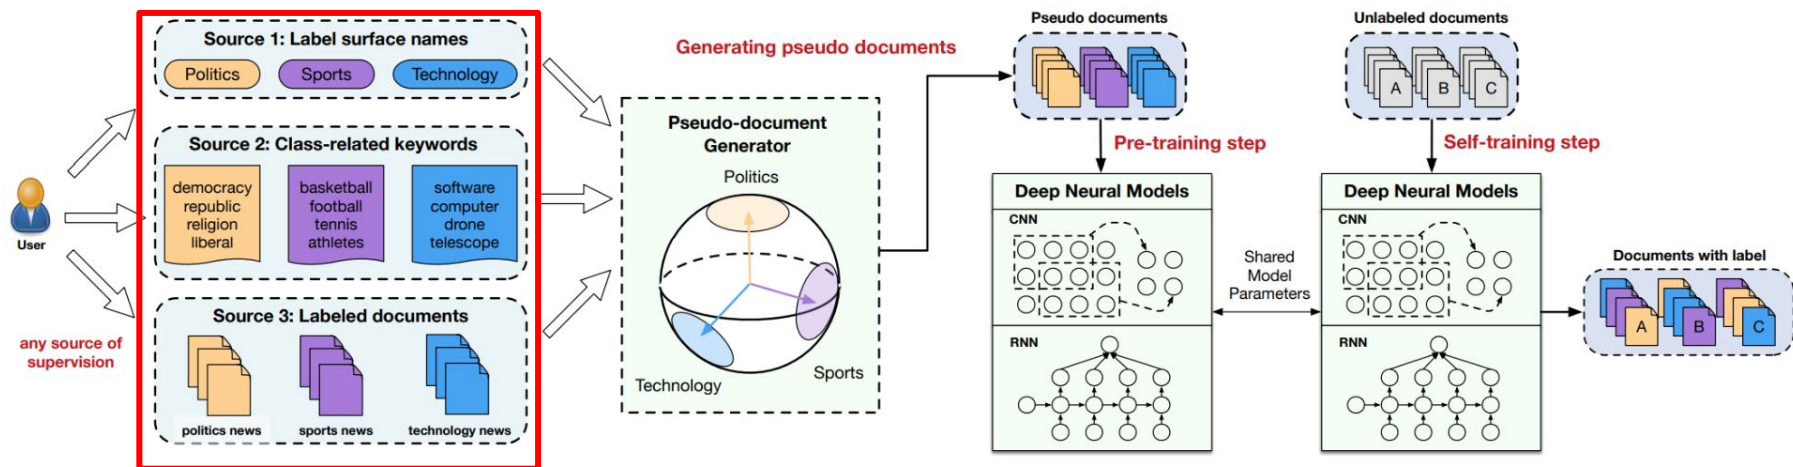 User
any source of
supervision
Source 1: Label surface names
Politics
Sports
Technology
Source 2: Class-related keywords
democracy
republic
religion
liberal
basketball
football
tennis
athletes
software
computer
drone
telescope
Source 3: Labeled documents
politics news
sports news
technology news
Generating pseudo documents
Pseudo-document
Generator
Politics
Technology
Sports
Pseudo documents
Pre-training step
Deep Neural Models
CNN
RNN
Shared
Model
Parameters
Unlabeled documents
A
B
C
Self-training step
Deep Neural Models
CNN
RNN
Documents with label
A
B
C